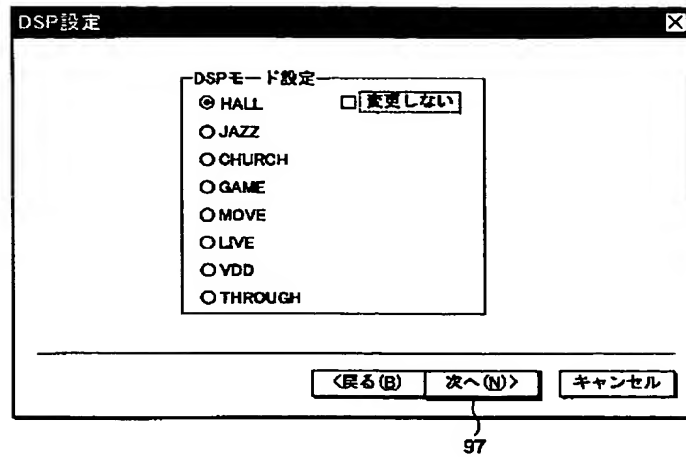 DSP設定
DSPモード設定
HALL 変更しない
JAZZ
CHURCH
GAME
MOVE
LIVE
VDD
THROUGH
<戻る(B) 次へ(N)> キャンセル
97